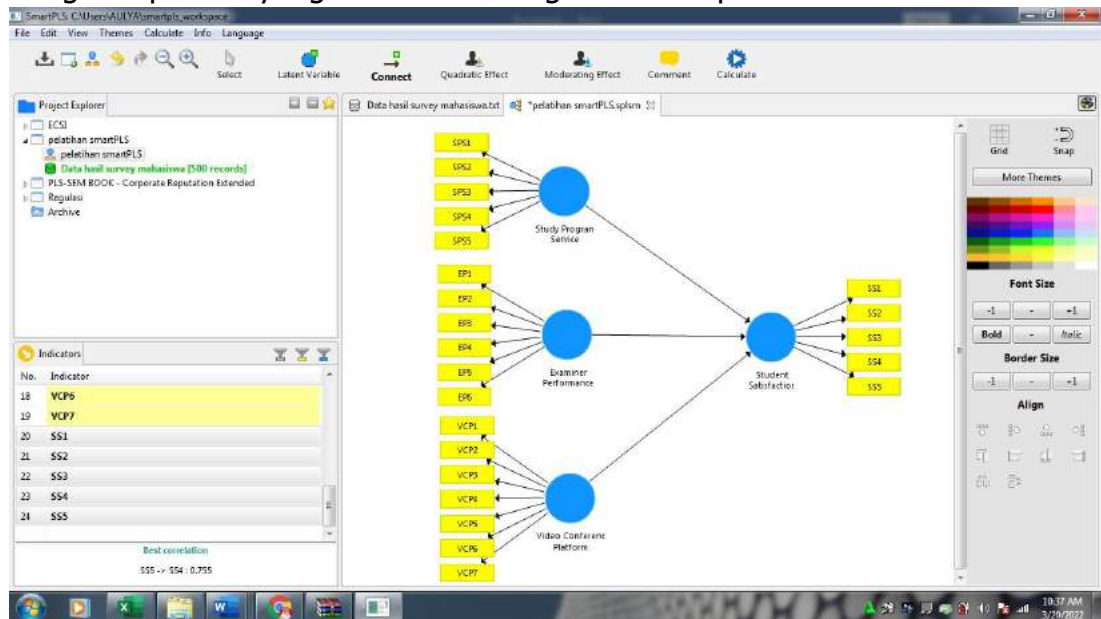 SmartPLS: C:\Users\AULYA\smartpls_workspace
File Edit View Themes Calculate Info Language
Select
Latent Variable
Connect
Quadratic Effect
Moderating Effect
Comment
Calculate
Project Explorer
ECSI
pelatihan smartPLS
pelatihan smartPLS
Data hasil survey mahasiswa [500 records]
PLS-SEM BOOK - Corporate Reputation Extended
Regulasi
Archive
Indicators
No. Indicator
18 VCP6
19 VCP7
20 SS1
21 SS2
22 SS3
23 SS4
24 SS5
Best correlation
SS5 -> SS4 : 0.755
Data hasil survey mahasiswa.txt
*pelatihan smartPLS.splsm
SPS1
SPS2
SPS3
SPS4
SPS5
Study Progran
Service
EP1
EP2
EP3
EP4
EP5
EP6
Examiner
Performance
VCP1
VCP2
VCP3
VCP4
VCP5
VCP6
VCP7
Video Conferenc
Platform
Student
Satisfaction
SS1
SS2
SS3
SS4
SS5
Grid
Snap
More Themes
Font Size
-1 - +1
Bold - Italic
Border Size
-1 - +1
Align
10:37 AM
3/20/2022